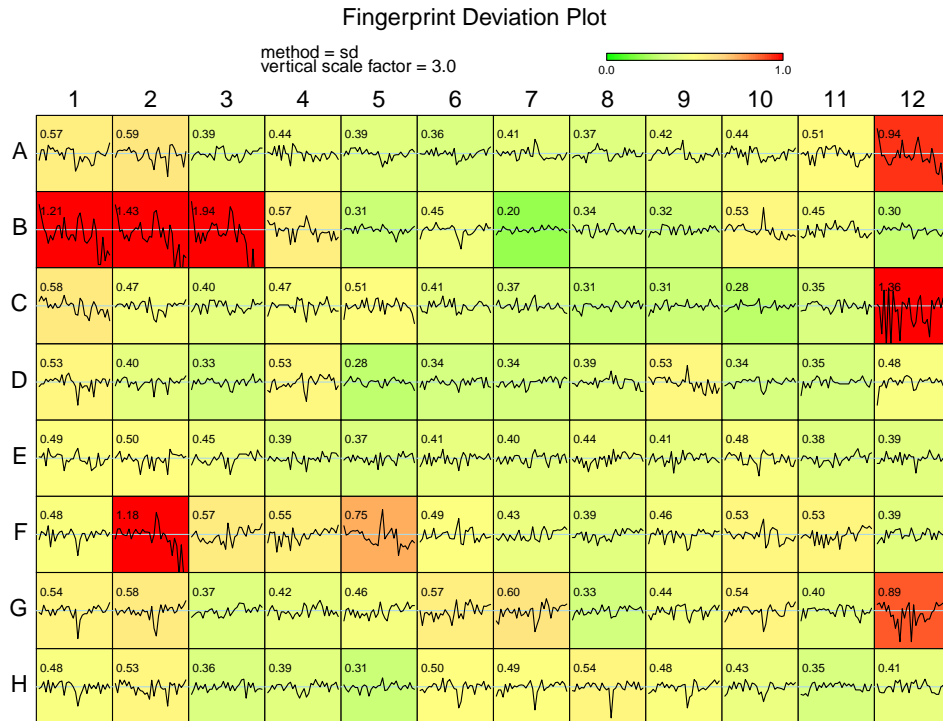 Fingerprint Deviation Plot
method = sd
vertical scale factor = 3.0
0.0 1.0
1 2 3 4 5 6 7 8 9 10 11 12
A 0.57 0.59 0.39 0.44 0.39 0.36 0.41 0.37 0.42 0.44 0.51 0.94
B 1.21 1.43 1.94 0.57 0.31 0.45 0.20 0.34 0.32 0.53 0.45 0.30
C 0.58 0.47 0.40 0.47 0.51 0.41 0.37 0.31 0.31 0.28 0.35 1.36
D 0.53 0.40 0.33 0.53 0.28 0.34 0.34 0.39 0.53 0.34 0.35 0.48
E 0.49 0.50 0.45 0.39 0.37 0.41 0.40 0.44 0.41 0.48 0.38 0.39
F 0.48 1.18 0.57 0.55 0.75 0.49 0.43 0.39 0.46 0.53 0.53 0.39
G 0.54 0.58 0.37 0.42 0.46 0.57 0.60 0.33 0.44 0.54 0.40 0.89
H 0.48 0.53 0.36 0.39 0.31 0.50 0.49 0.54 0.48 0.43 0.35 0.41